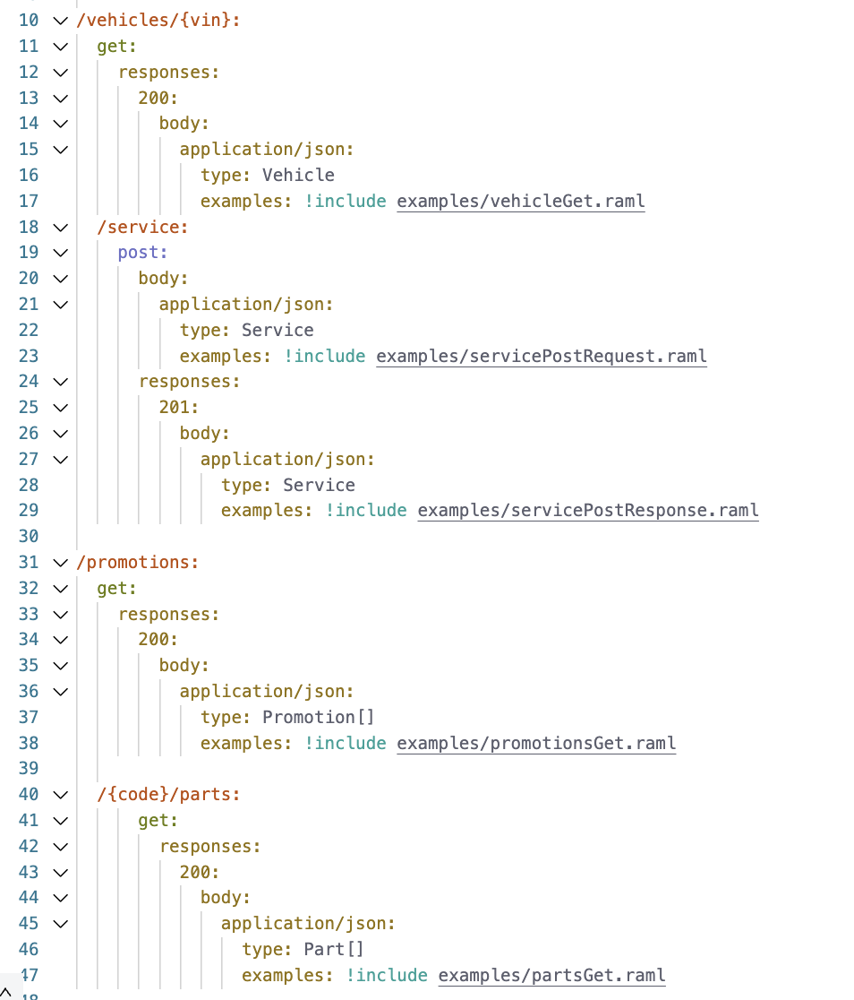 10 /vehicles/{vin}:
11   get:
12     responses:
13       200:
14         body:
15           application/json:
16             type: Vehicle
17             examples: !include examples/vehicleGet.raml
18   /service:
19     post:
20       body:
21         application/json:
22           type: Service
23           examples: !include examples/servicePostRequest.raml
24       responses:
25         201:
26           body:
27             application/json:
28               type: Service
29               examples: !include examples/servicePostResponse.raml
30
31 /promotions:
32   get:
33     responses:
34       200:
35         body:
36           application/json:
37             type: Promotion[]
38             examples: !include examples/promotionsGet.raml
39
40   /{code}/parts:
41       get:
42         responses:
43           200:
44             body:
45               application/json:
46                 type: Part[]
47                 examples: !include examples/partsGet.raml